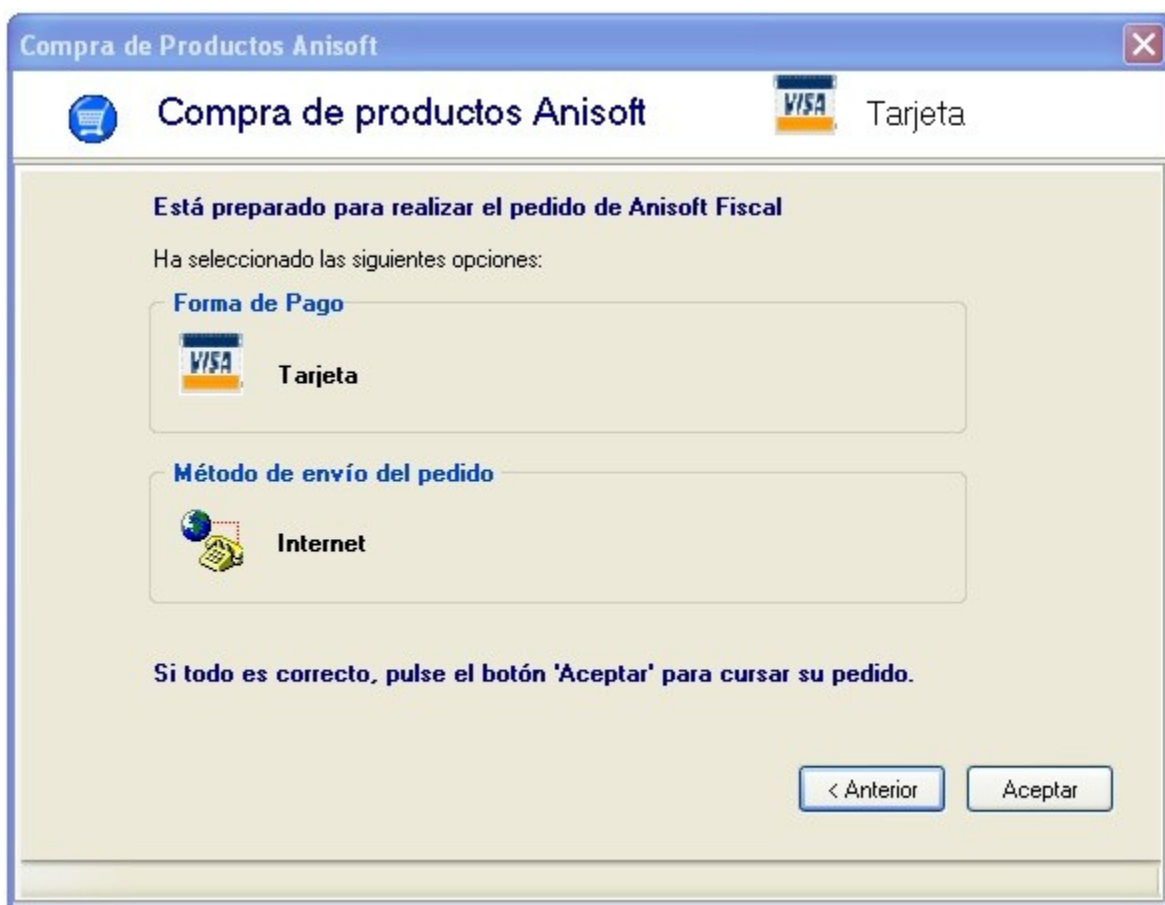 Compra de Productos Anisoft
Compra de productos Anisoft
VISA
Tarjeta
Está preparado para realizar el pedido de Anisoft Fiscal
Ha seleccionado las siguientes opciones:
Forma de Pago
VISA
Tarjeta
Método de envío del pedido
Internet
Si todo es correcto, pulse el botón 'Aceptar' para cursar su pedido.
< Anterior
Aceptar